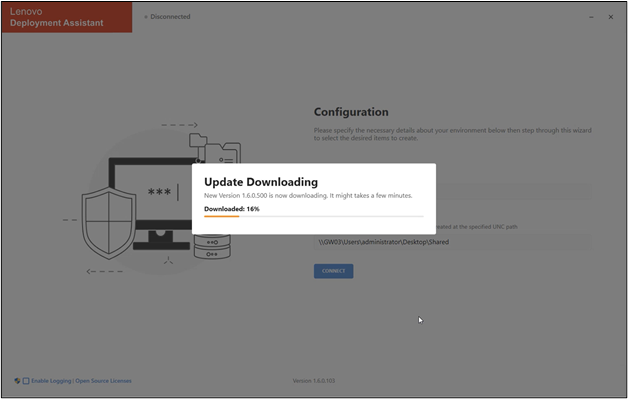 Lenovo
Deployment Assistant
Disconnected
Configuration
Please specify the necessary details about your environment below then step through this wizard
to select the desired items to create.
***
Update Downloading
New Version 1.6.0.500 is now downloading. It might takes a few minutes.
Downloaded: 16%
reated at the specified UNC path
\\GW03\Users\administrator\Desktop\Shared
CONNECT
Enable Logging | Open Source Licenses
Version 1.6.0.103